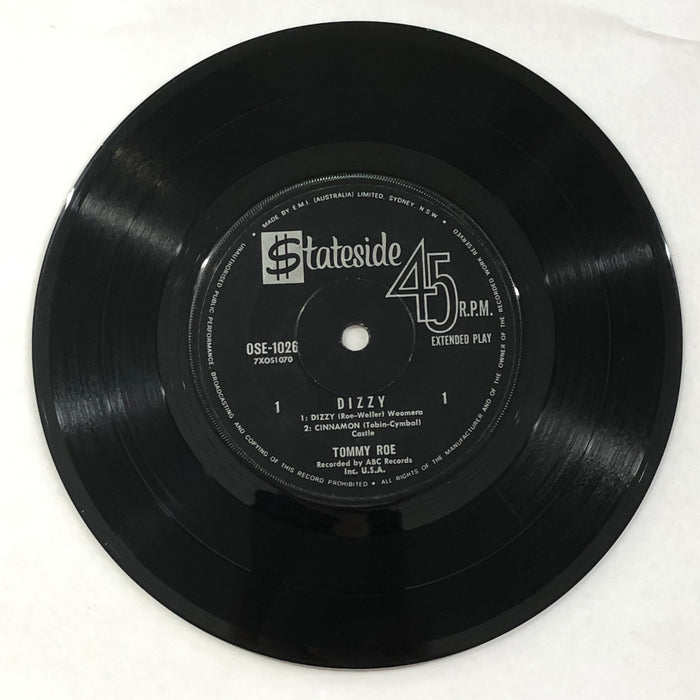 • MADE BY E.M.I. (AUSTRALIA) LIMITED, SYDNEY, N.S.W. •
$tateside
45 R.P.M.
EXTENDED PLAY
OSE-1026
7XOS1070
DIZZY
1 1
1: DIZZY (Roe-Weller) Woomera
2: CINNAMON (Tobin-Cymbal)
Castle
TOMMY ROE
Recorded by ABC Records
Inc. U.S.A.
UNAUTHORISED PUBLIC PERFORMANCE, BROADCASTING AND COPYING OF THIS RECORD PROHIBITED • ALL RIGHTS OF THE MANUFACTURER AND OF THE OWNER OF THE RECORDED WORK RESERVED